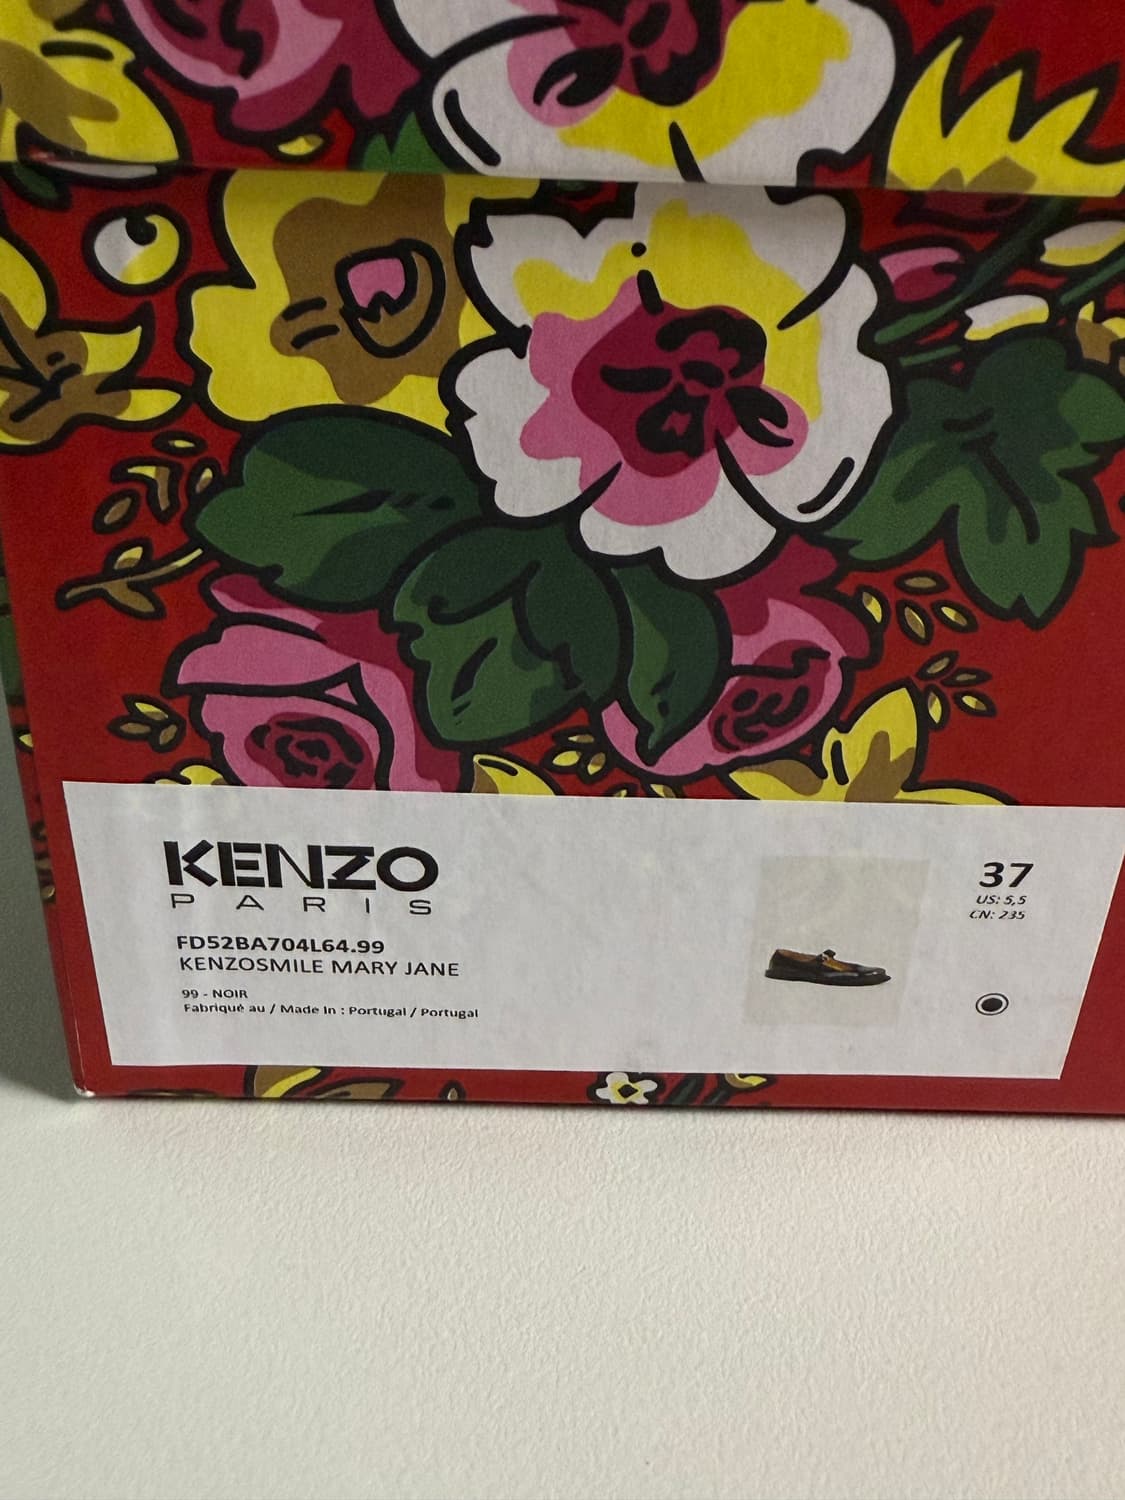 KENZO
PARIS
FD52BA704L64.99
KENZOSMILE MARY JANE
99 - NOIR
Fabriqué au / Made In : Portugal / Portugal
37
US: 5,5
CN: 235